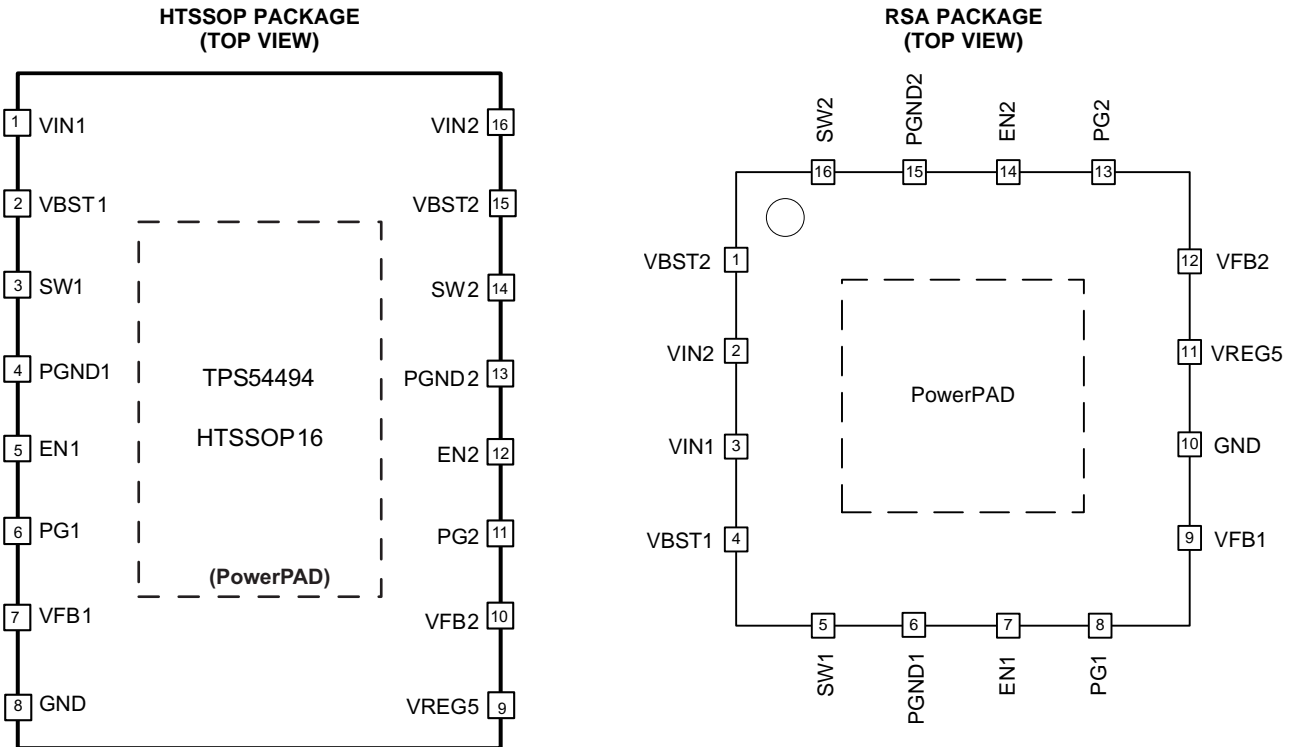 HTSSOP PACKAGE
(TOP VIEW)
1 VIN1
2 VBST1
3 SW1
4 PGND1
5 EN1
6 PG1
7 VFB1
8 GND
VIN2 16
VBST2 15
SW2 14
PGND2 13
EN2 12
PG2 11
VFB2 10
VREG5 9
TPS54494
HTSSOP16
(PowerPAD)
RSA PACKAGE
(TOP VIEW)
SW2
PGND2
EN2
PG2
16 15 14 13
VBST2 1
VIN2 2
VIN1 3
VBST1 4
PowerPAD
12 VFB2
11 VREG5
10 GND
9 VFB1
5 6 7 8
SW1
PGND1
EN1
PG1